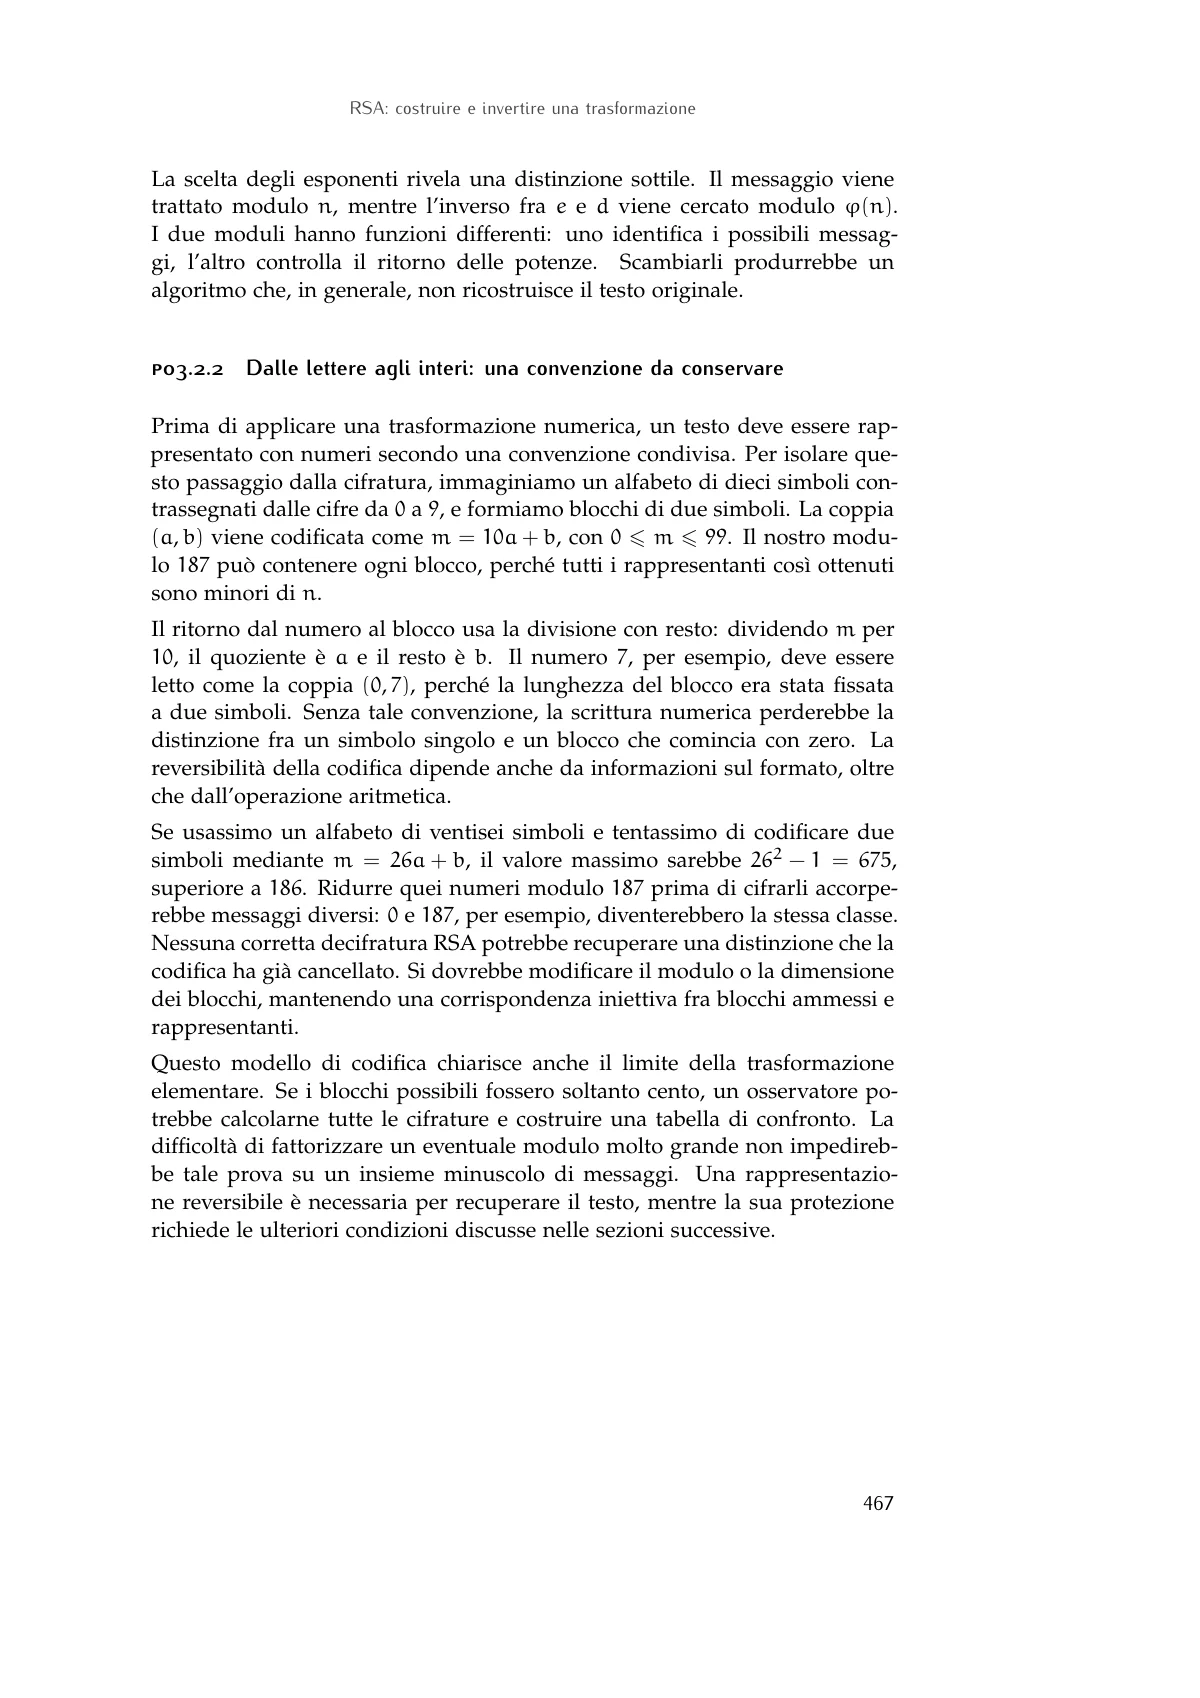 RSA: costruire e invertire una trasformazione
La scelta degli esponenti rivela una distinzione sottile. Il messaggio viene
trattato modulo n, mentre l'inverso fra e e d viene cercato modulo φ(n).
I due moduli hanno funzioni differenti: uno identifica i possibili messag-
gi, l'altro controlla il ritorno delle potenze. Scambiarli produrrebbe un
algoritmo che, in generale, non ricostruisce il testo originale.
P03.2.2 Dalle lettere agli interi: una convenzione da conservare
Prima di applicare una trasformazione numerica, un testo deve essere rap-
presentato con numeri secondo una convenzione condivisa. Per isolare que-
sto passaggio dalla cifratura, immaginiamo un alfabeto di dieci simboli con-
trassegnati dalle cifre da 0 a 9, e formiamo blocchi di due simboli. La coppia
(a, b) viene codificata come m = 10a + b, con 0 ⩽ m ⩽ 99. Il nostro modu-
lo 187 può contenere ogni blocco, perché tutti i rappresentanti così ottenuti
sono minori di n.
Il ritorno dal numero al blocco usa la divisione con resto: dividendo m per
10, il quoziente è a e il resto è b. Il numero 7, per esempio, deve essere
letto come la coppia (0, 7), perché la lunghezza del blocco era stata fissata
a due simboli. Senza tale convenzione, la scrittura numerica perderebbe la
distinzione fra un simbolo singolo e un blocco che comincia con zero. La
reversibilità della codifica dipende anche da informazioni sul formato, oltre
che dall'operazione aritmetica.
Se usassimo un alfabeto di ventisei simboli e tentassimo di codificare due
simboli mediante m = 26a + b, il valore massimo sarebbe 26² − 1 = 675,
superiore a 186. Ridurre quei numeri modulo 187 prima di cifrarli accorpe-
rebbe messaggi diversi: 0 e 187, per esempio, diventerebbero la stessa classe.
Nessuna corretta decifratura RSA potrebbe recuperare una distinzione che la
codifica ha già cancellato. Si dovrebbe modificare il modulo o la dimensione
dei blocchi, mantenendo una corrispondenza iniettiva fra blocchi ammessi e
rappresentanti.
Questo modello di codifica chiarisce anche il limite della trasformazione
elementare. Se i blocchi possibili fossero soltanto cento, un osservatore po-
trebbe calcolarne tutte le cifrature e costruire una tabella di confronto. La
difficoltà di fattorizzare un eventuale modulo molto grande non impedireb-
be tale prova su un insieme minuscolo di messaggi. Una rappresentazio-
ne reversibile è necessaria per recuperare il testo, mentre la sua protezione
richiede le ulteriori condizioni discusse nelle sezioni successive.
467